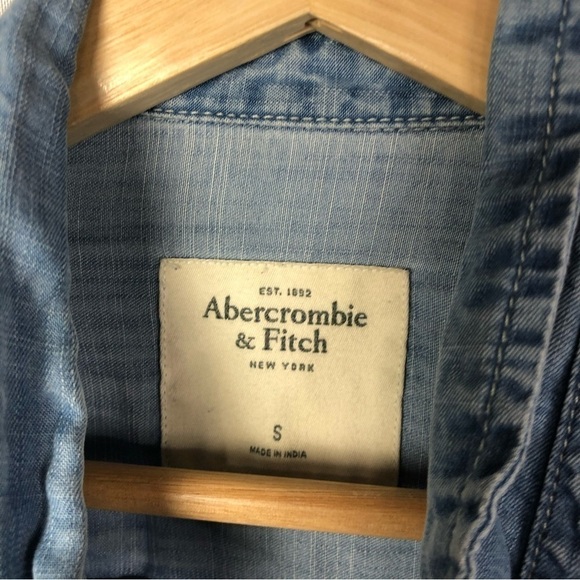 EST. 1892
Abercrombie
& Fitch
NEW YORK
S
MADE IN INDIA